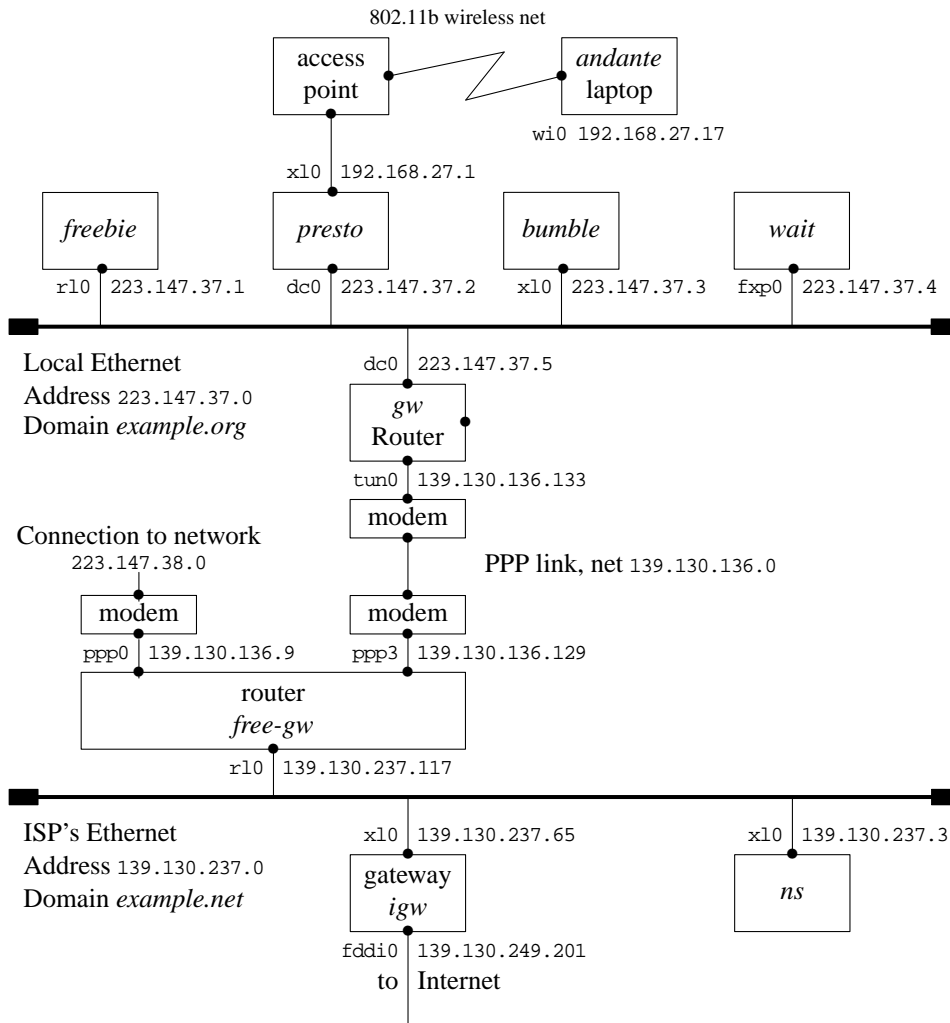 802.11b wireless net
access
point
andante
laptop
wi0 192.168.27.17
xl0 192.168.27.1
freebie
presto
bumble
wait
rl0 223.147.37.1
dc0 223.147.37.2
xl0 223.147.37.3
fxp0 223.147.37.4
Local Ethernet
Address 223.147.37.0
Domain example.org
dc0 223.147.37.5
gw
Router
tun0 139.130.136.133
modem
Connection to network
223.147.38.0
PPP link, net 139.130.136.0
modem
modem
ppp0 139.130.136.9
ppp3 139.130.136.129
router
free-gw
rl0 139.130.237.117
ISP's Ethernet
Address 139.130.237.0
Domain example.net
xl0 139.130.237.65
xl0 139.130.237.3
gateway
igw
ns
fddi0 139.130.249.201
to Internet